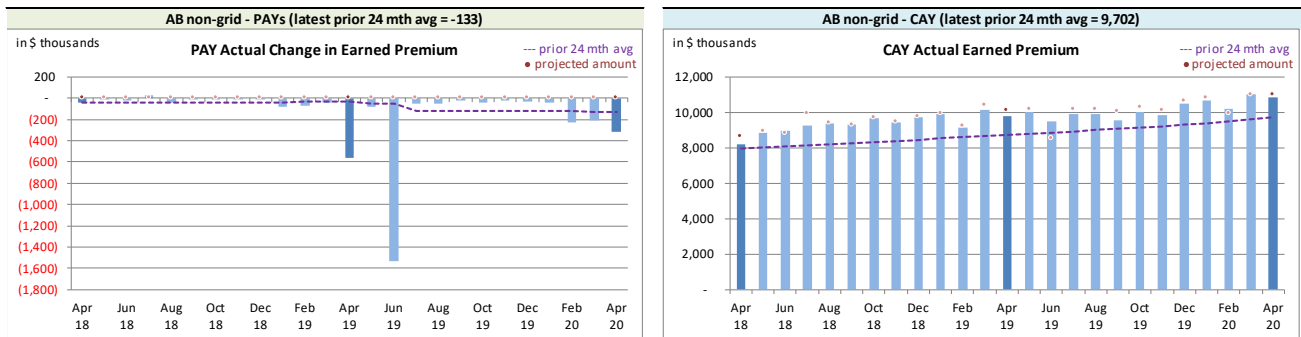 AB non-grid - PAYs (latest prior 24 mth avg = -133)
in $ thousands
PAY Actual Change in Earned Premium
--- prior 24 mth avg
• projected amount
200
-
(200)
(400)
(600)
(800)
(1,000)
(1,200)
(1,400)
(1,600)
(1,800)
Apr Jun Aug Oct Dec Feb Apr Jun Aug Oct Dec Feb Apr
18 18 18 18 18 19 19 19 19 19 19 20 20
AB non-grid - CAY (latest prior 24 mth avg = 9,702)
in $ thousands
CAY Actual Earned Premium
--- prior 24 mth avg
• projected amount
12,000
10,000
8,000
6,000
4,000
2,000
-
Apr Jun Aug Oct Dec Feb Apr Jun Aug Oct Dec Feb Apr
18 18 18 18 18 19 19 19 19 19 19 20 20